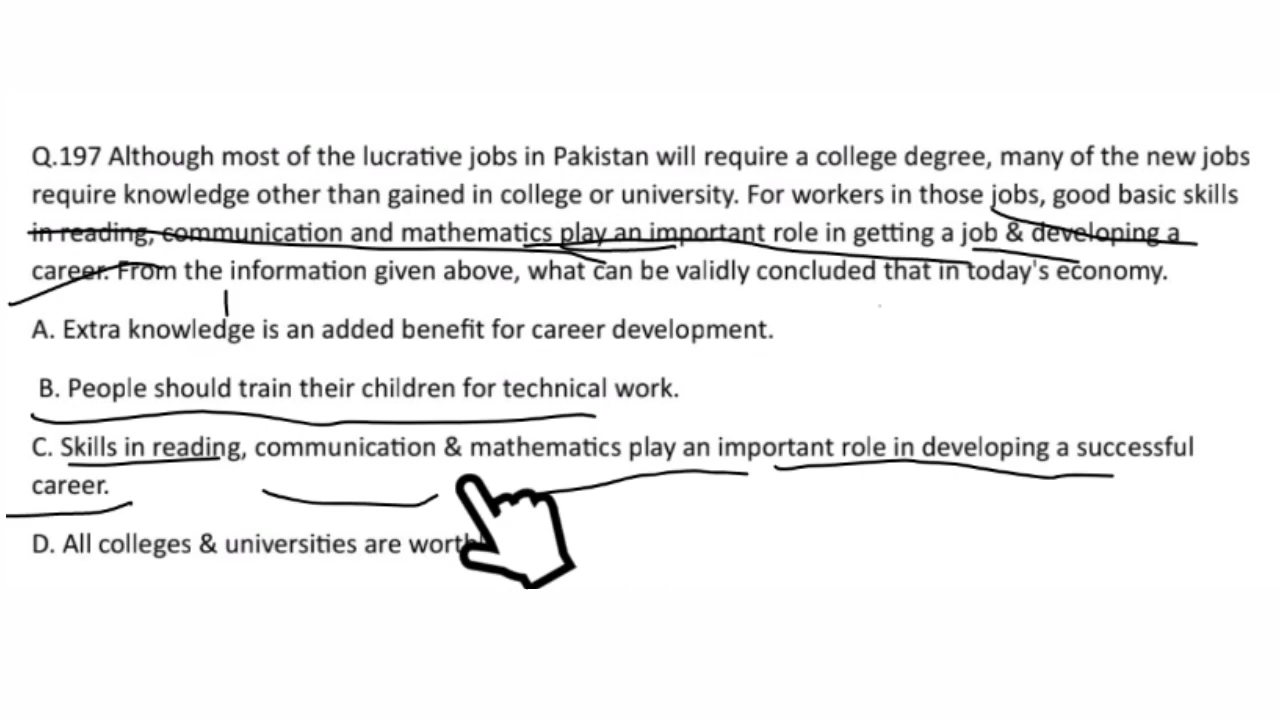 Q.197 Although most of the lucrative jobs in Pakistan will require a college degree, many of the new jobs
require knowledge other than gained in college or university. For workers in those jobs, good basic skills
in reading, communication and mathematics play an important role in getting a job & developing a
career. From the information given above, what can be validly concluded that in today's economy.
A. Extra knowledge is an added benefit for career development.
B. People should train their children for technical work.
C. Skills in reading, communication & mathematics play an important role in developing a successful
career.
D. All colleges & universities are